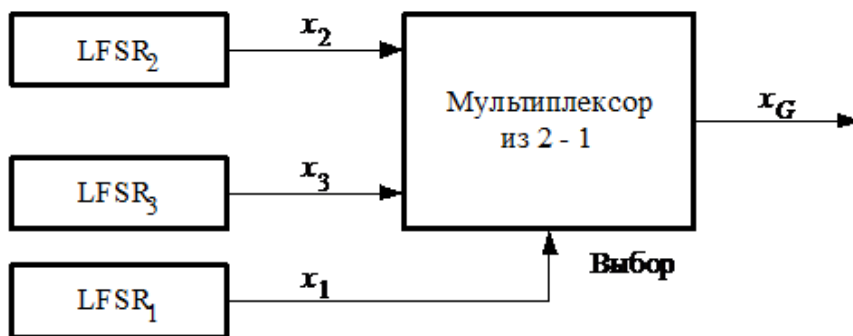 LFSR2
x2
Мультиплексор
из 2 - 1
xG
LFSR3
x3
Выбор
LFSR1
x1